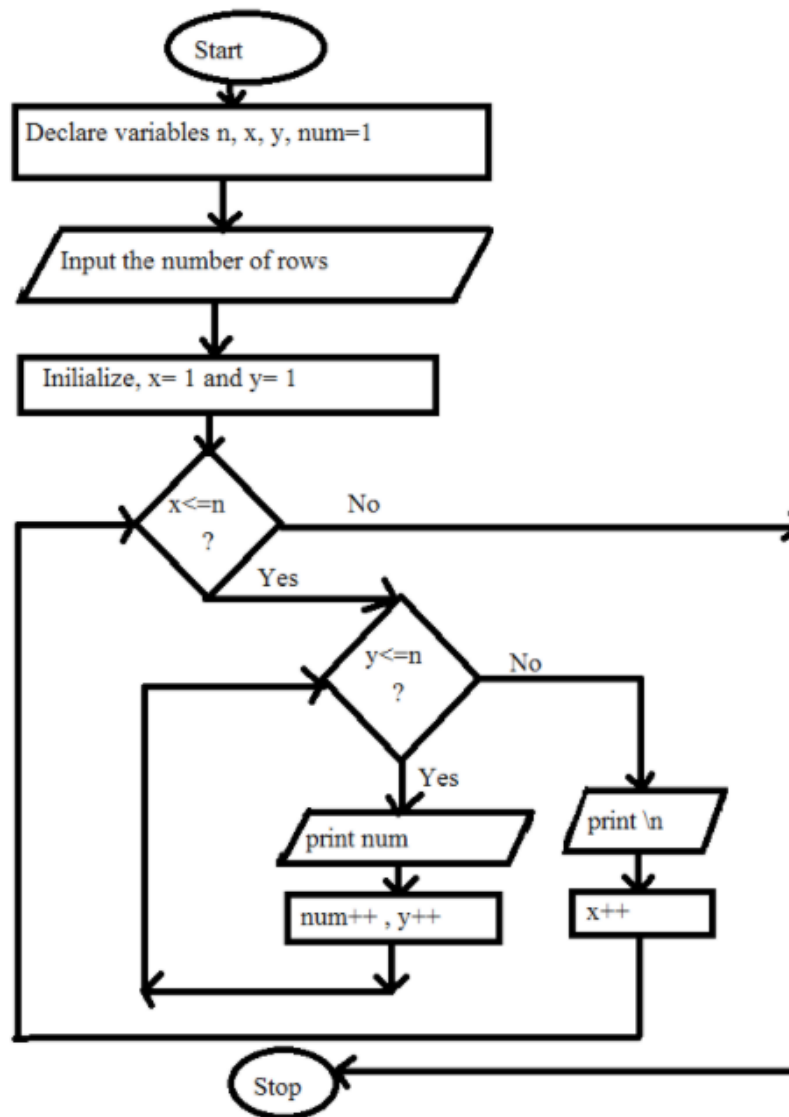 Start
Declare variables n, x, y, num=1
Input the number of rows
Inilialize, x= 1 and y= 1
x<=n
?
No
Yes
y<=n
?
No
Yes
print num
num++ , y++
print \n
x++
Stop